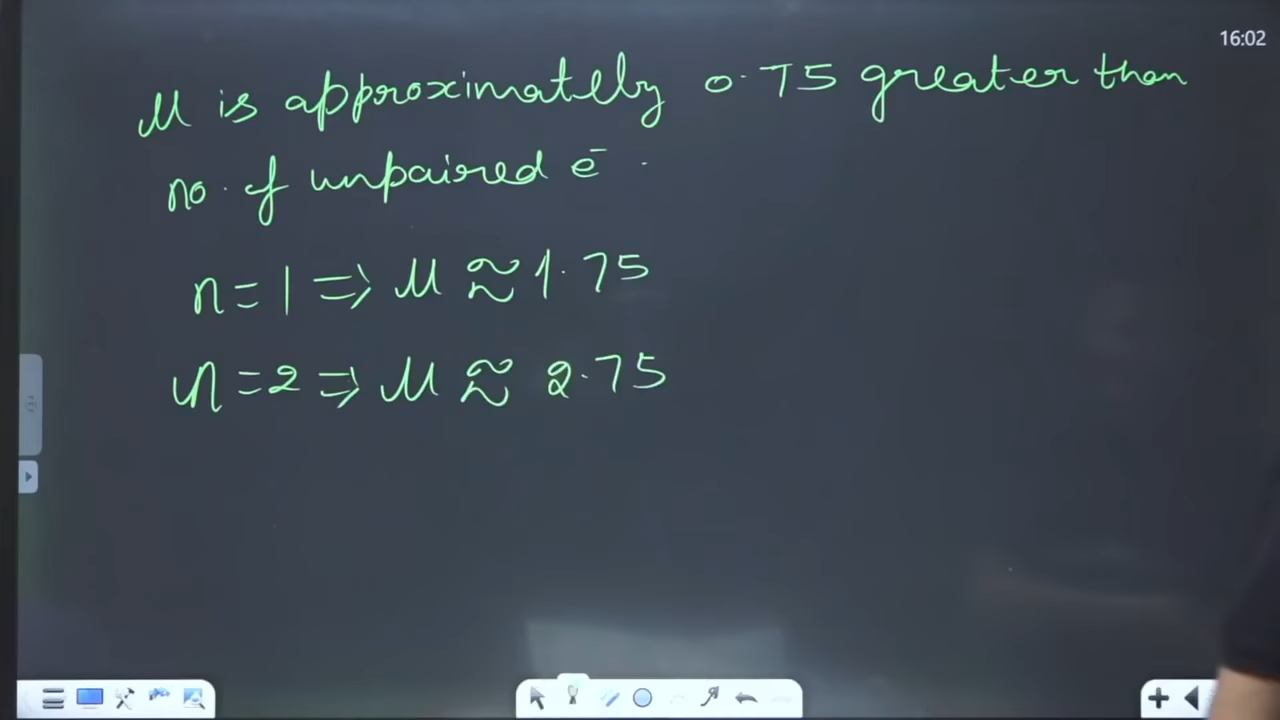 16:02
μ is approximately 0.75 greater than
no. of unpaired e⁻.
n=1 ⇒ μ ≈ 1.75
n=2 ⇒ μ ≈ 2.75